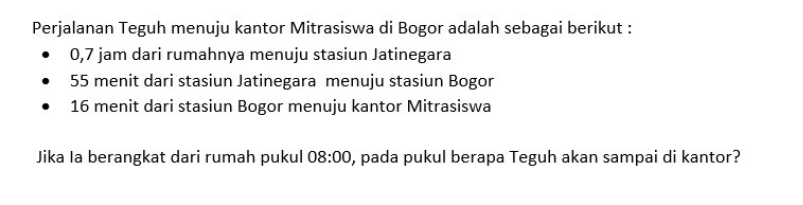 Perjalanan Teguh menuju kantor Mitrasiswa di Bogor adalah sebagai berikut :
• 0,7 jam dari rumahnya menuju stasiun Jatinegara
• 55 menit dari stasiun Jatinegara menuju stasiun Bogor
• 16 menit dari stasiun Bogor menuju kantor Mitrasiswa
Jika Ia berangkat dari rumah pukul 08:00, pada pukul berapa Teguh akan sampai di kantor?